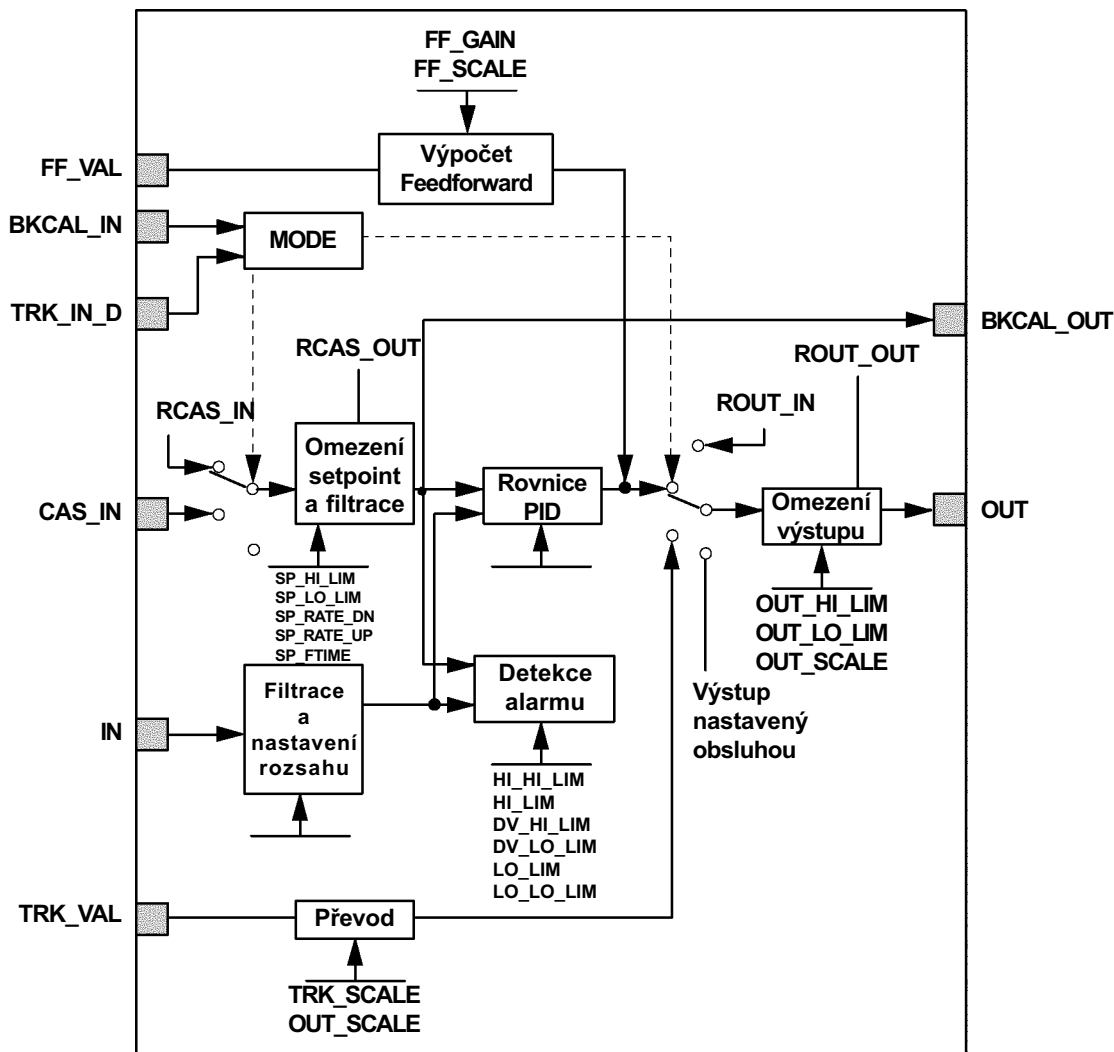 FF_GAIN
FF_SCALE
FF_VAL
Výpočet
Feedforward
BKCAL_IN
MODE
TRK_IN_D
BKCAL_OUT
RCAS_OUT
ROUT_OUT
RCAS_IN
ROUT_IN
Omezení
setpoint
a filtrace
Rovnice
PID
CAS_IN
Omezení
výstupu
OUT
SP_HI_LIM
SP_LO_LIM
SP_RATE_DN
SP_RATE_UP
SP_FTIME
OUT_HI_LIM
OUT_LO_LIM
OUT_SCALE
Filtrace
a
nastavení
rozsahu
Detekce
alarmu
Výstup
nastavený
obsluhou
IN
HI_HI_LIM
HI_LIM
DV_HI_LIM
DV_LO_LIM
LO_LIM
LO_LO_LIM
TRK_VAL
Převod
TRK_SCALE
OUT_SCALE